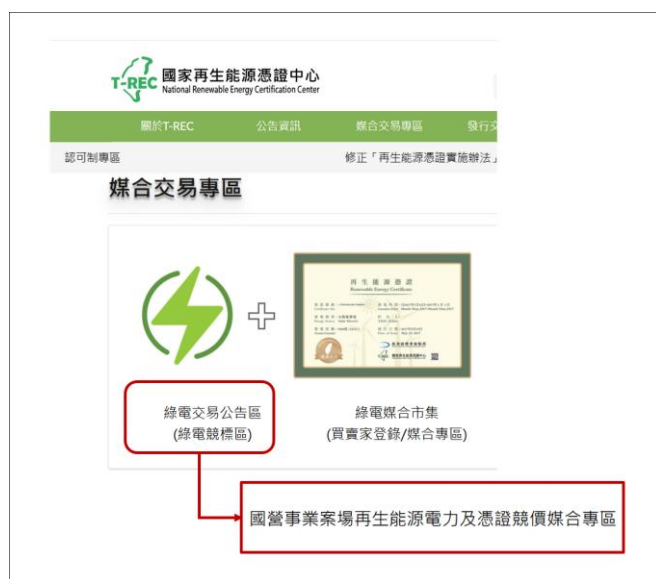 T-REC
國家再生能源憑證中心
National Renewable Energy Certification Center
關於T-REC 公告資訊 媒合交易專區
認可制專區 修正「再生能源憑證實施辦法」
媒合交易專區
再生能源憑證
Renewable Energy Certificate
綠電交易公告區
(綠電競標區)
綠電媒合市集
(買賣家登錄/媒合專區)
國營事業案場再生能源電力及憑證競價媒合專區